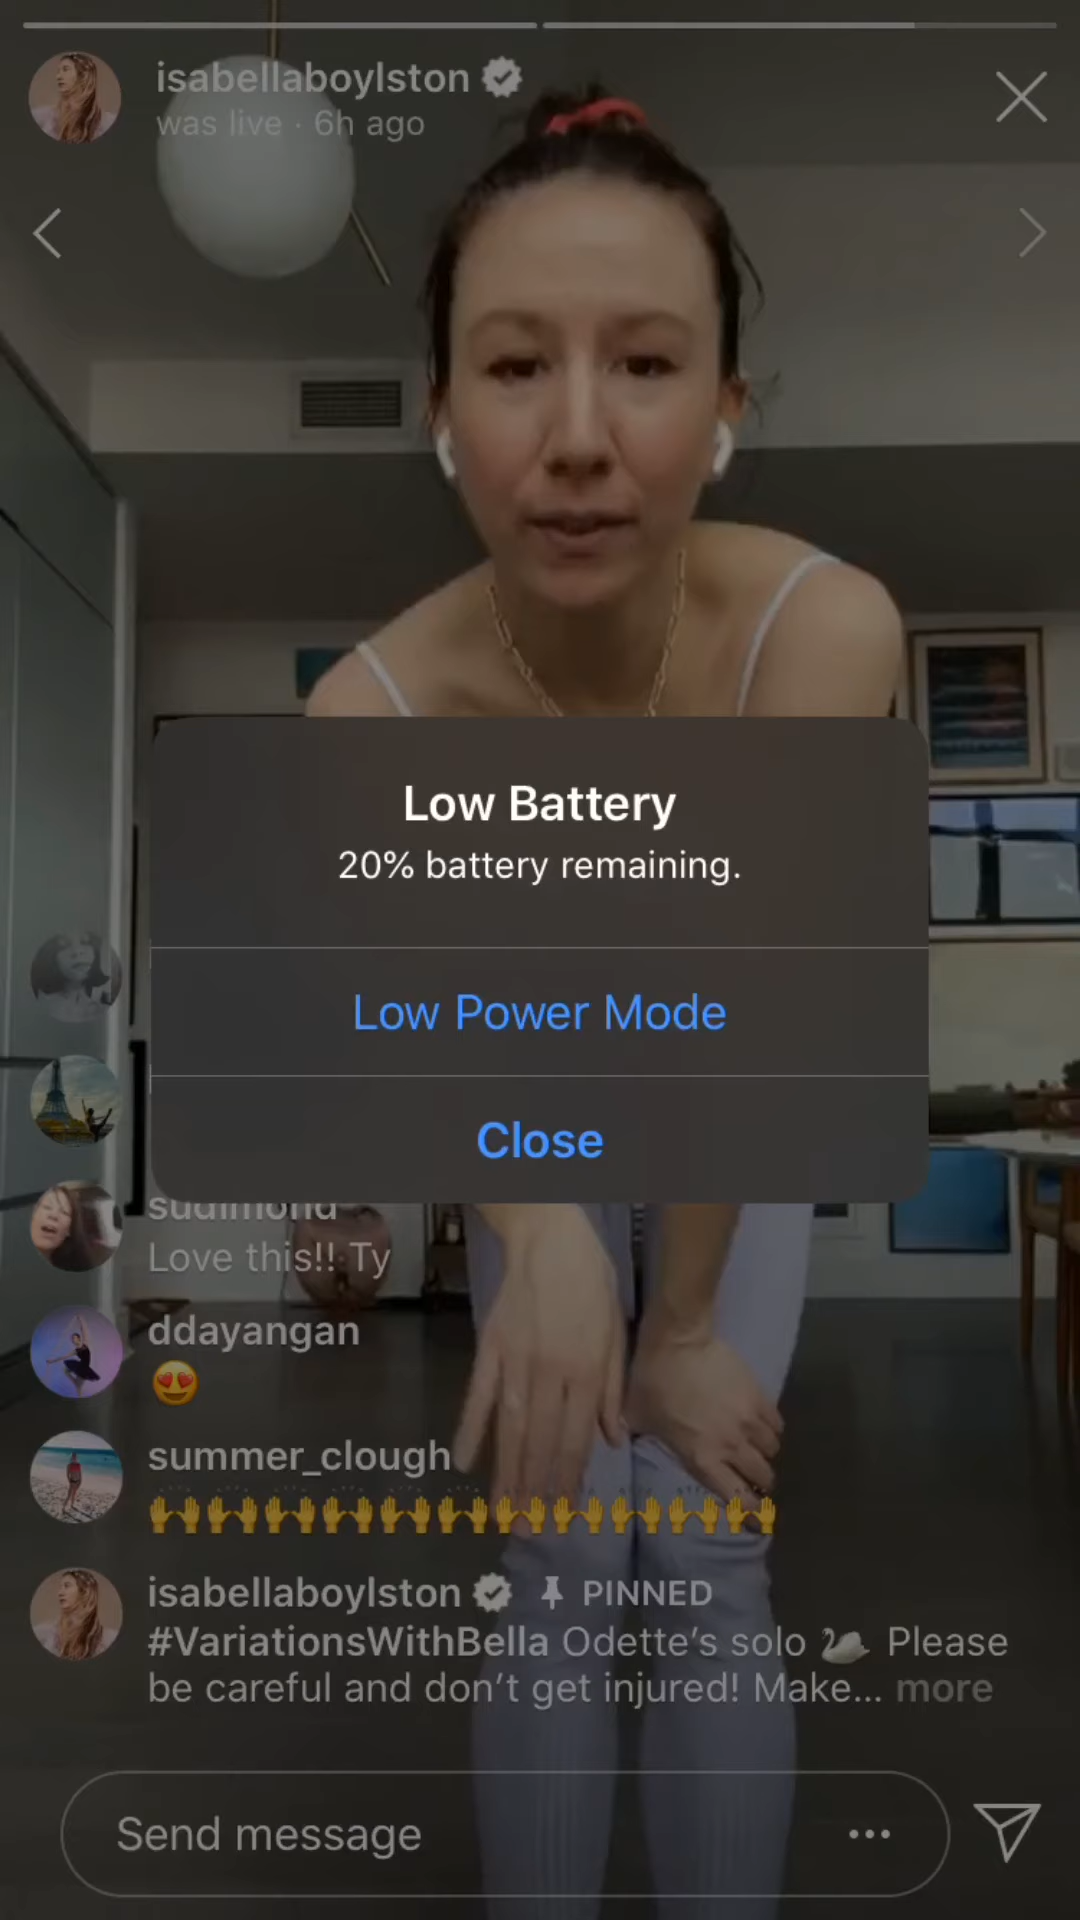 isabellaboylston
was live · 6h ago
Low Battery
20% battery remaining.
Low Power Mode
Close
sudimond
Love this!! Ty
ddayangan
😍
summer_clough
🙌🙌🙌🙌🙌🙌🙌🙌🙌🙌🙌
isabellaboylston PINNED
#VariationsWithBella Odette’s solo 🦢 Please
be careful and don’t get injured! Make... more
Send message